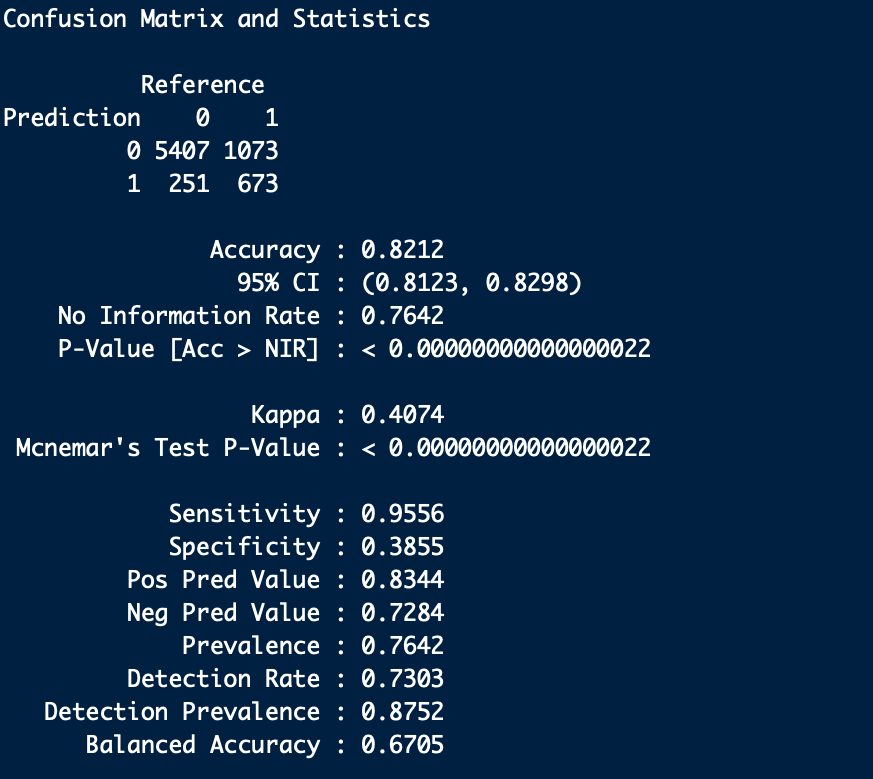 Confusion Matrix and Statistics
Reference
Prediction 0 1
0 5407 1073
1 251 673
Accuracy : 0.8212
95% CI : (0.8123, 0.8298)
No Information Rate : 0.7642
P-Value [Acc > NIR] : < 0.00000000000000022
Kappa : 0.4074
Mcnemar's Test P-Value : < 0.00000000000000022
Sensitivity : 0.9556
Specificity : 0.3855
Pos Pred Value : 0.8344
Neg Pred Value : 0.7284
Prevalence : 0.7642
Detection Rate : 0.7303
Detection Prevalence : 0.8752
Balanced Accuracy : 0.6705